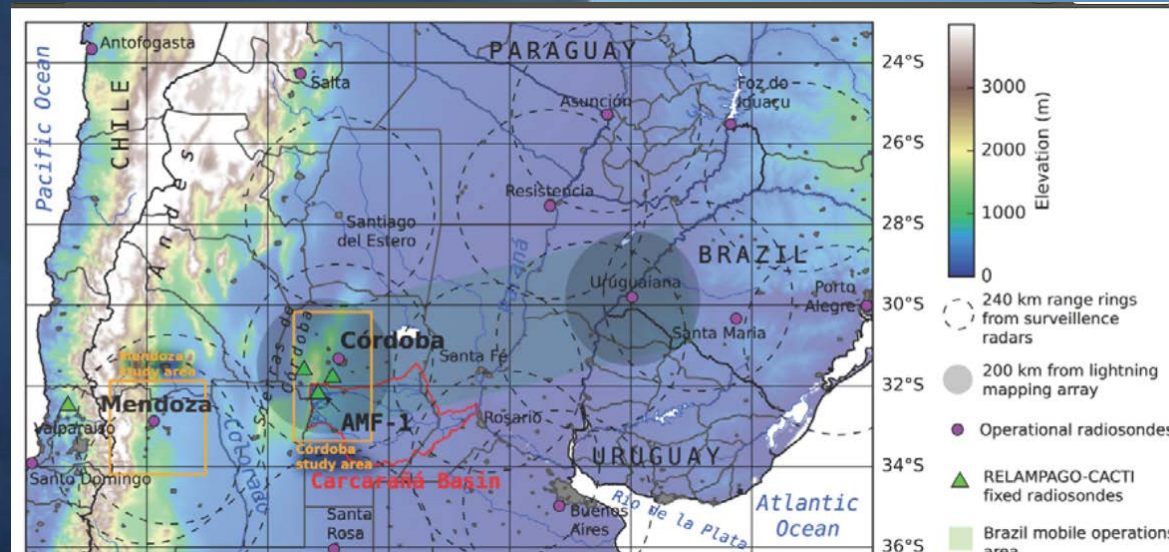 Pacific Ocean
Antofagasta
CHILE
Andes
Salta
PARAGUAY
Asunción
Foz do
Iguaçu
Resistencia
Santiago
del Estero
Paraná
BRAZIL
Uruguaiana
Porto
Alegre
Santa Maria
Sierras de
Córdoba
Córdoba
Santa Fé
Mendoza
study area
Mendoza
Valparaíso
AMF-1
Rosario
Colorado
Córdoba
study area
URUGUAY
Santo Domingo
Carcarañá Basin
Santa
Rosa
Buenos
Aires
Rio de la Plata
Atlantic
Ocean
24°S
26°S
28°S
30°S
32°S
34°S
36°S
3000
2000
1000
0
Elevation (m)
240 km range rings
from surveillence
radars
200 km from lightning
mapping array
Operational radiosondes
RELAMPAGO-CACTI
fixed radiosondes
Brazil mobile operation
area